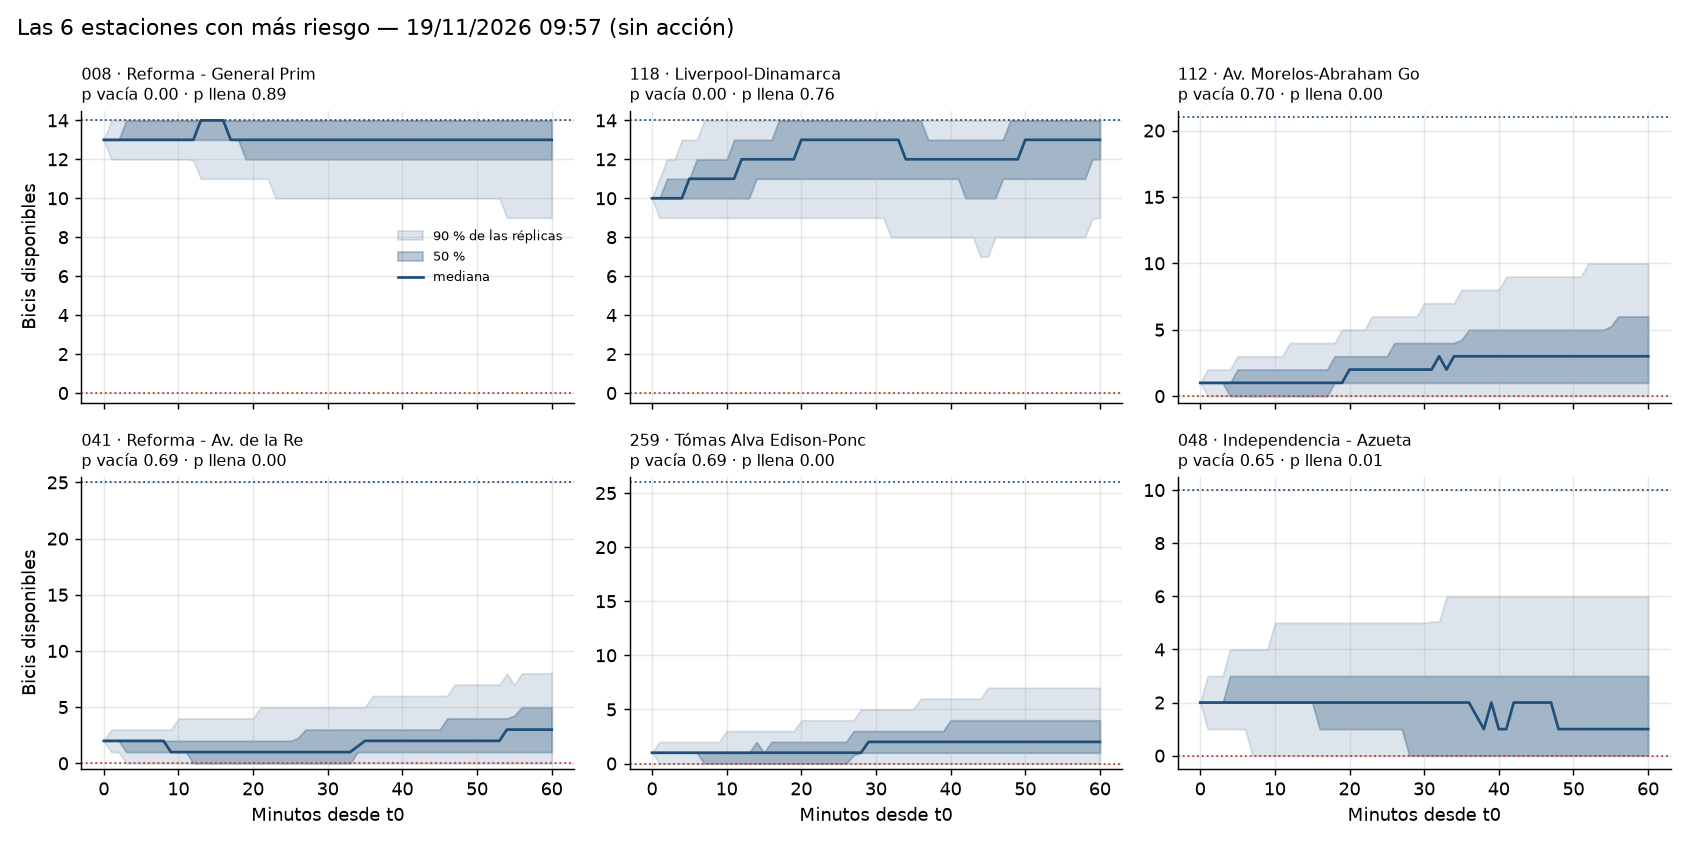 Las 6 estaciones con más riesgo — 19/11/2026 09:57 (sin acción)
008 · Reforma - General Prim
p vacía 0.00 · p llena 0.89
14
12
10
8
6
4
2
0
Bicis disponibles
90 % de las réplicas
50 %
mediana
118 · Liverpool-Dinamarca
p vacía 0.00 · p llena 0.76
14
12
10
8
6
4
2
0
112 · Av. Morelos-Abraham Go
p vacía 0.70 · p llena 0.00
20
15
10
5
0
041 · Reforma - Av. de la Re
p vacía 0.69 · p llena 0.00
25
20
15
10
5
0
Bicis disponibles
0 10 20 30 40 50 60
Minutos desde t0
259 · Tómas Alva Edison-Ponc
p vacía 0.69 · p llena 0.00
25
20
15
10
5
0
0 10 20 30 40 50 60
Minutos desde t0
048 · Independencia - Azueta
p vacía 0.65 · p llena 0.01
10
8
6
4
2
0
0 10 20 30 40 50 60
Minutos desde t0